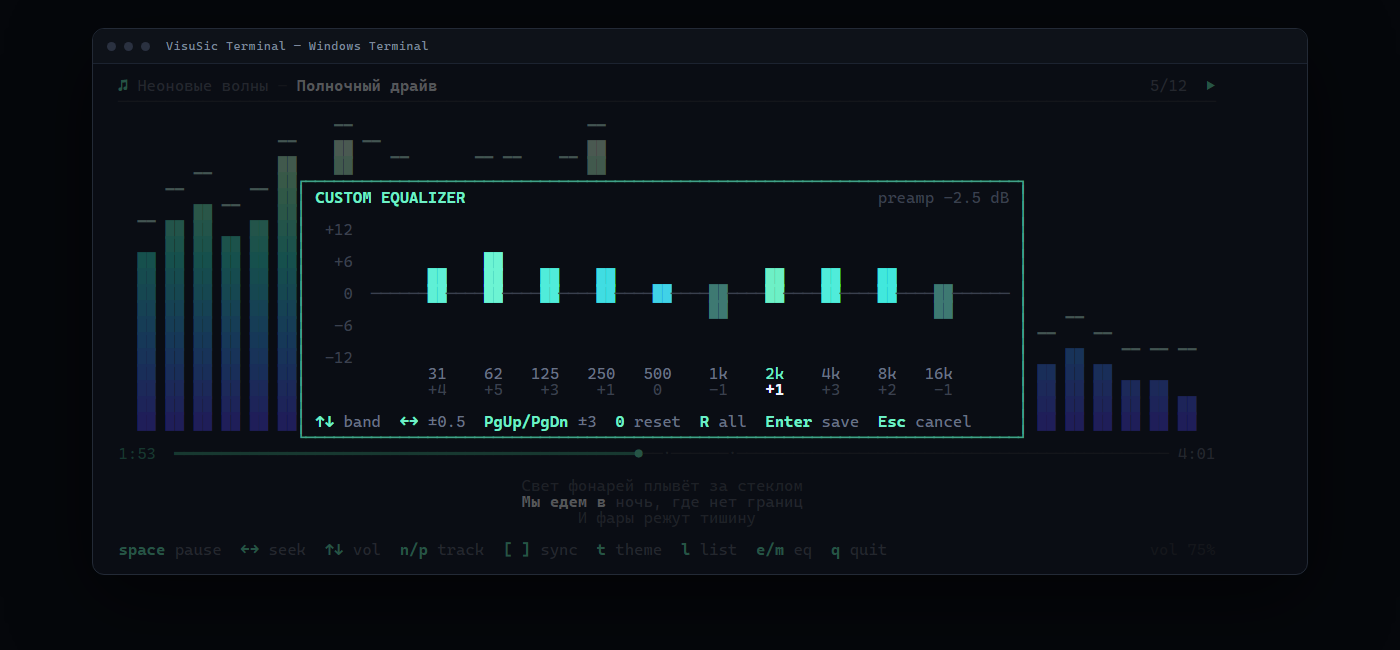 VisuSic Terminal — Windows Terminal
♫ Неоновые волны — Полночный драйв 5/12 ▶
CUSTOM EQUALIZER preamp −2.5 dB
+12
+6
0
−6
−12
31 62 125 250 500 1k 2k 4k 8k 16k
+4 +5 +3 +1 0 −1 +1 +3 +2 −1
↑↓ band ←→ ±0.5 PgUp/PgDn ±3 0 reset R all Enter save Esc cancel
1:53 4:01
Свет фонарей плывёт за стеклом
Мы едем в ночь, где нет границ
И фары режут тишину
space pause ←→ seek ↑↓ vol n/p track [ ] sync t theme l list e/m eq q quit vol 75%